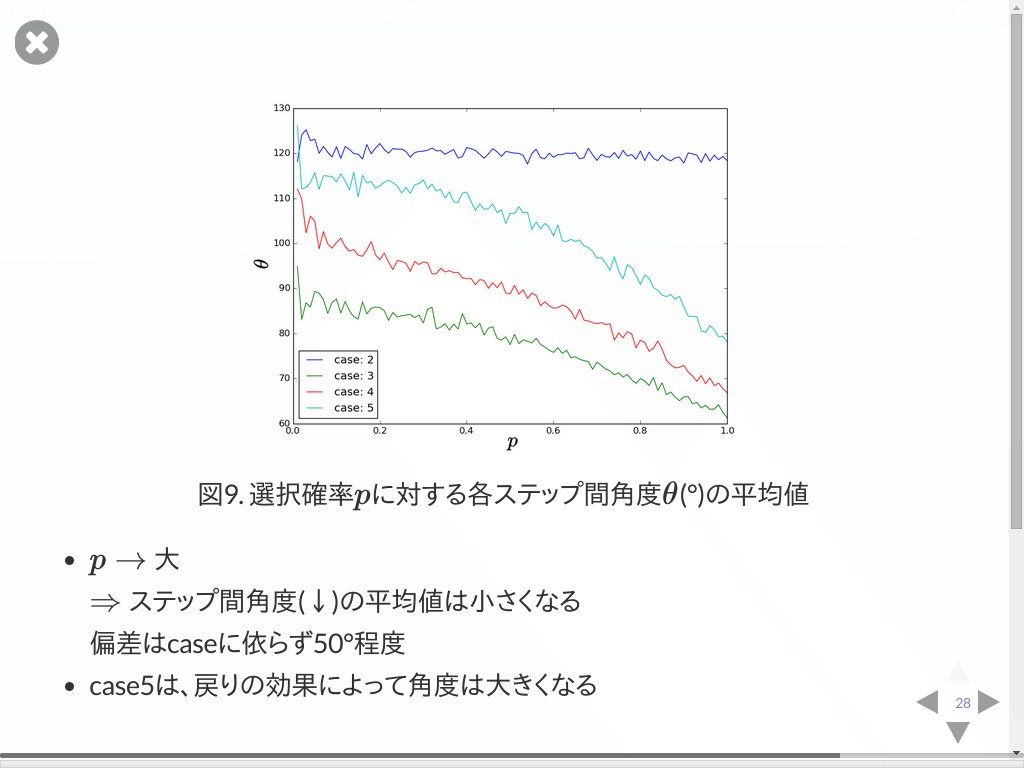 130
120
110
100
90
80
70
60
θ
case: 2
case: 3
case: 4
case: 5
0.0 0.2 0.4 0.6 0.8 1.0
p
図9. 選択確率pに対する各ステップ間角度θ(°)の平均値
• p → 大
⇒ ステップ間角度(↓)の平均値は小さくなる
偏差はcaseに依らず50°程度
• case5は、戻りの効果によって角度は大きくなる
28